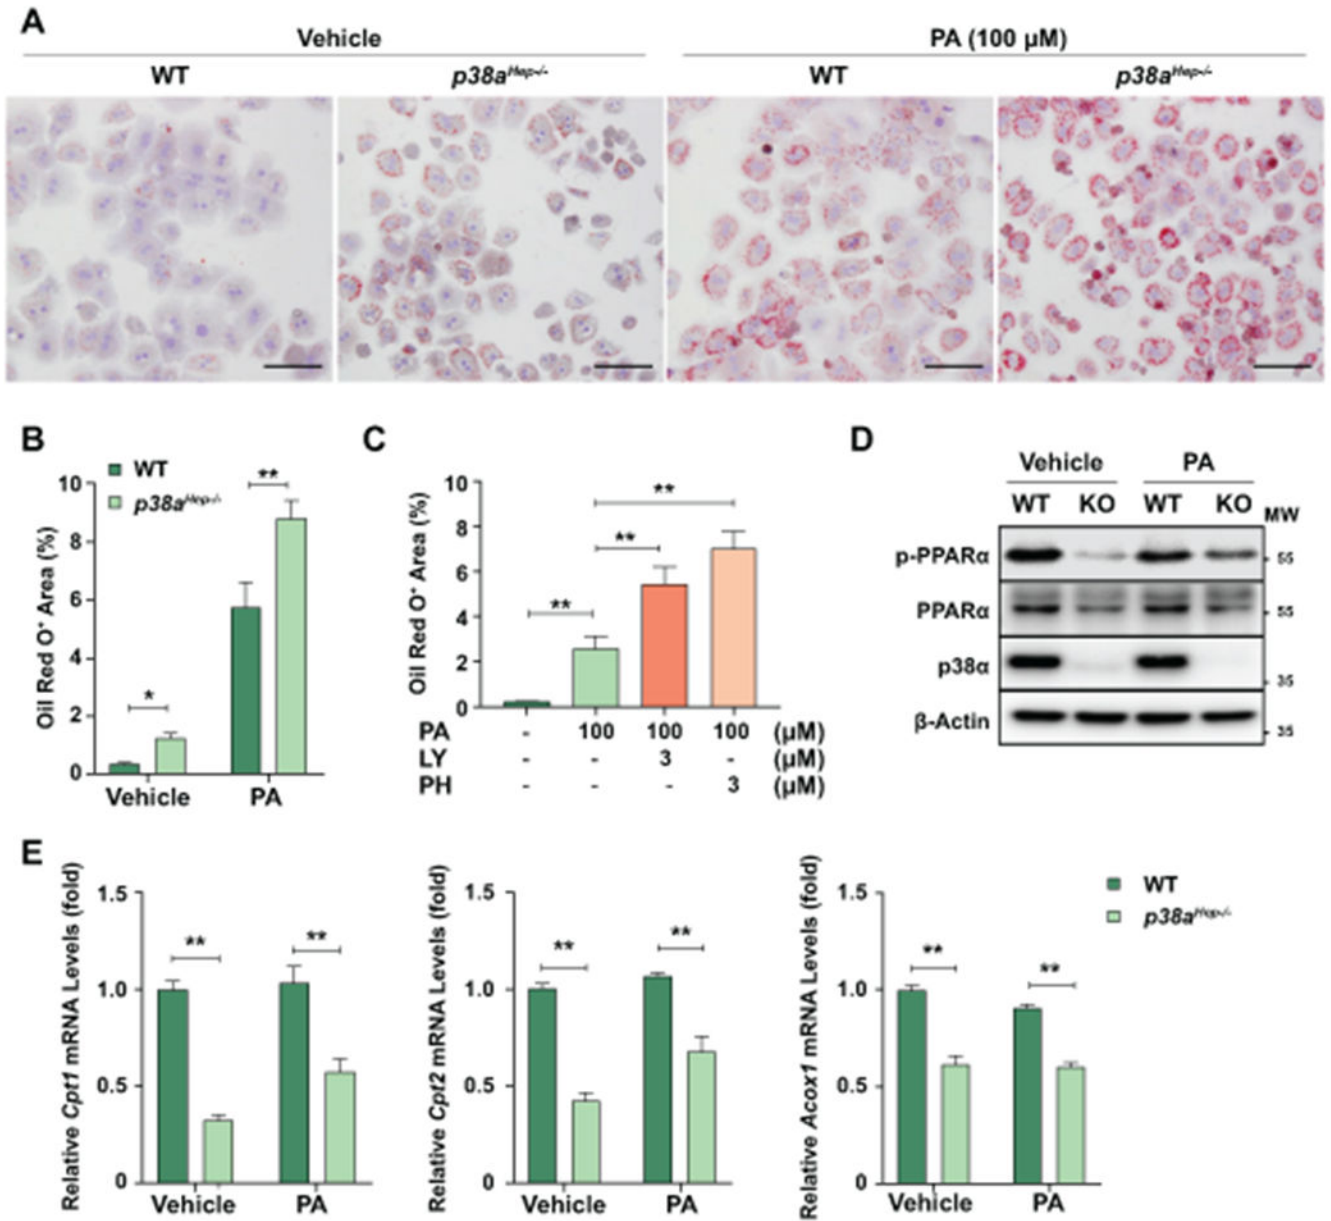 A
Vehicle
PA (100 μM)
WT
p38a^Hep-/-
WT
p38a^Hep-/-
B
WT
p38a^Hep-/-
Oil Red O⁺ Area (%)
10
8
6
4
2
0
*
**
Vehicle
PA
C
Oil Red O⁺ Area (%)
10
8
6
4
2
0
**
**
**
PA - 100 100 100 (μM)
LY - - 3 - (μM)
PH - - - 3 (μM)
D
Vehicle PA
WT KO WT KO MW
p-PPARα 55
PPARα 55
p38α 35
β-Actin 35
E
Relative Cpt1 mRNA Levels (fold)
1.5
1.0
0.5
0
**
**
Vehicle PA
Relative Cpt2 mRNA Levels (fold)
1.5
1.0
0.5
0
**
**
Vehicle PA
Relative Acox1 mRNA Levels (fold)
1.5
1.0
0.5
0
**
**
Vehicle PA
WT
p38a^Hep-/-